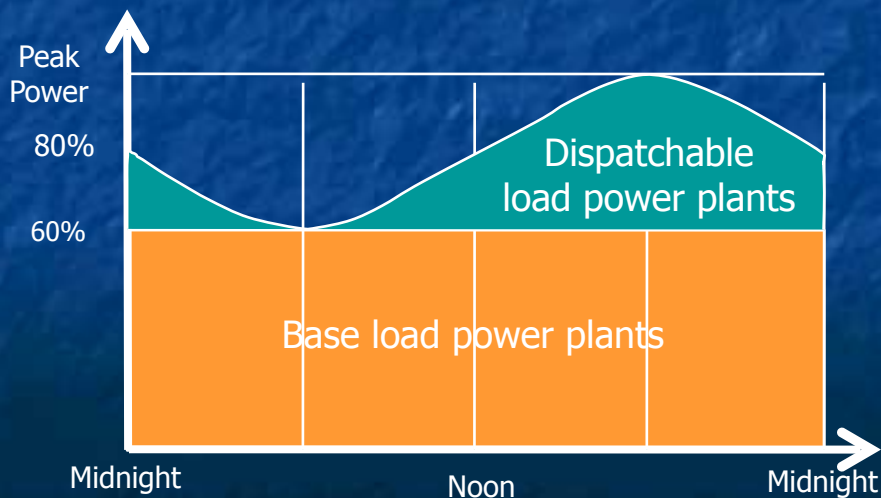 Peak
Power
80%
Dispatchable
load power plants
60%
Base load power plants
Midnight
Noon
Midnight